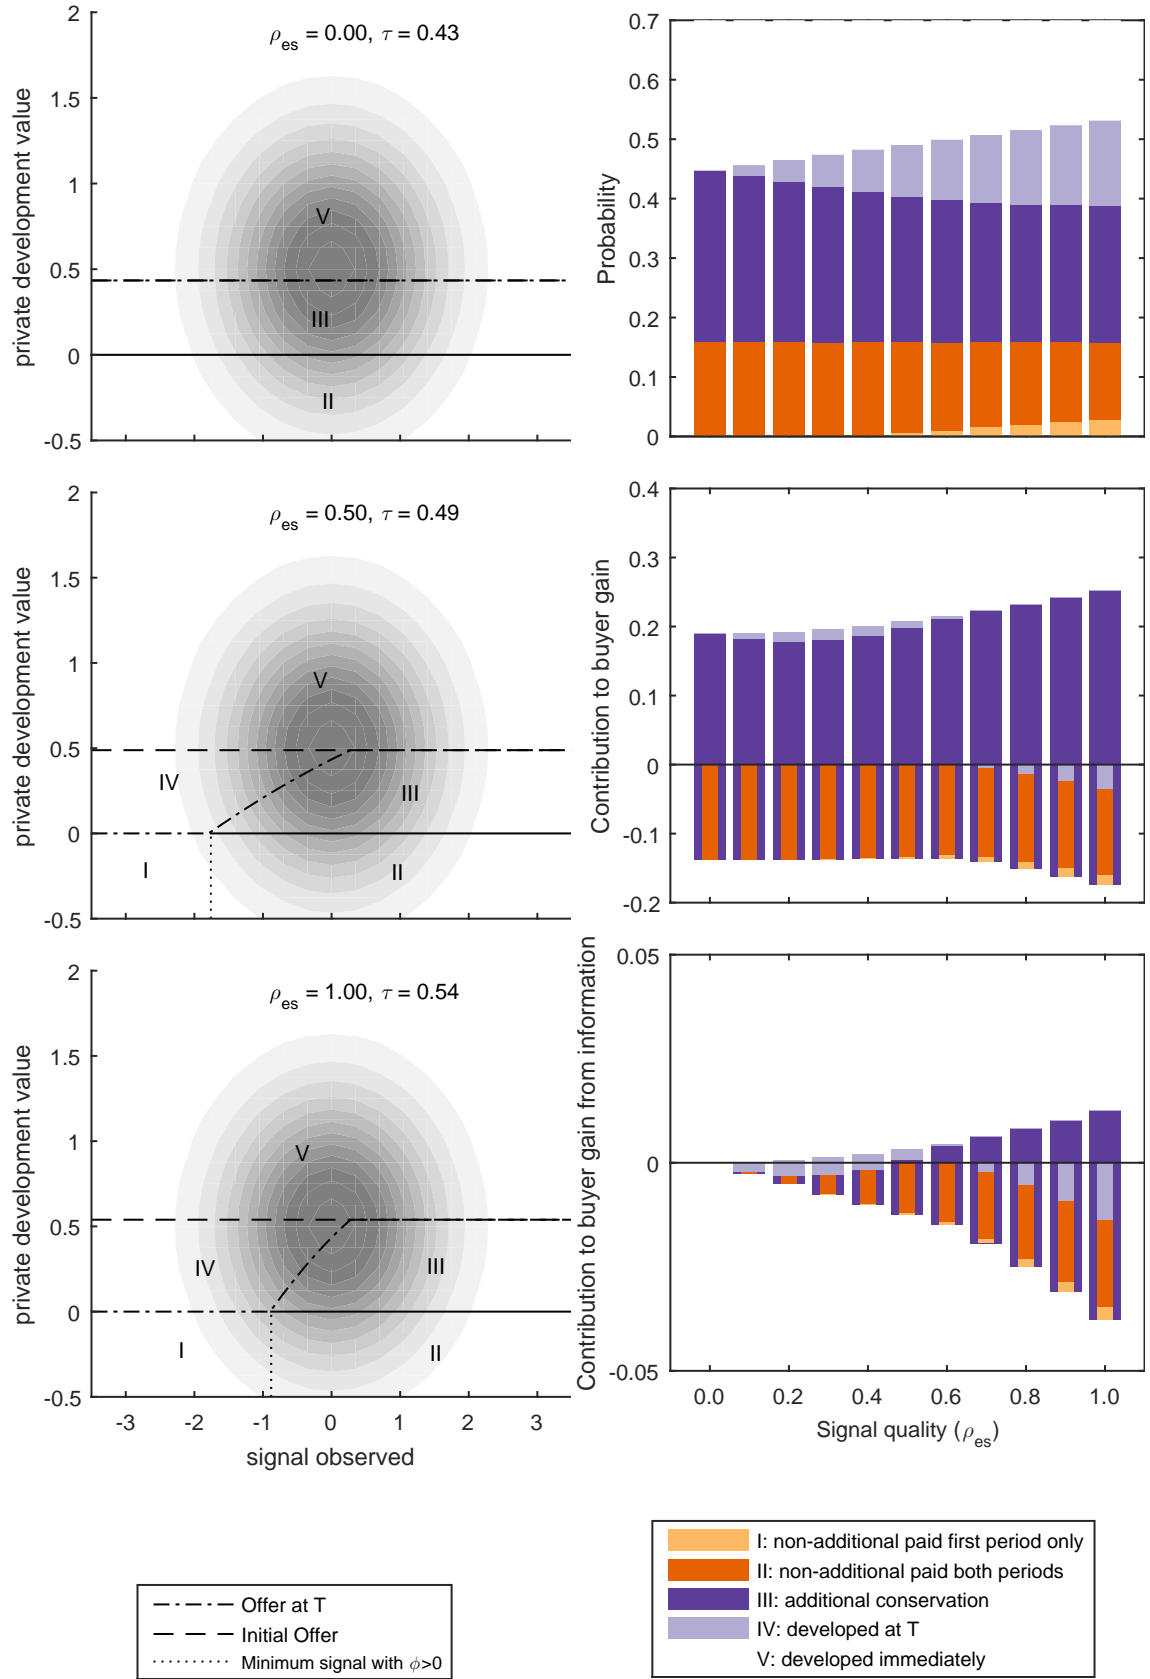 2
1.5
1
0.5
0
-0.5
private development value
ρes = 0.00, τ = 0.43
V
III
II
0.7
0.6
0.5
0.4
0.3
0.2
0.1
0
Probability
2
1.5
1
0.5
0
-0.5
private development value
ρes = 0.50, τ = 0.49
V
IV
III
I
II
0.4
0.3
0.2
0.1
0
-0.1
-0.2
Contribution to buyer gain
2
1.5
1
0.5
0
-0.5
private development value
ρes = 1.00, τ = 0.54
V
IV
III
I
II
-3 -2 -1 0 1 2 3
signal observed
0.05
0
-0.05
Contribution to buyer gain from information
0.0 0.2 0.4 0.6 0.8 1.0
Signal quality (ρes)
Offer at T
Initial Offer
Minimum signal with ϕ>0
I: non-additional paid first period only
II: non-additional paid both periods
III: additional conservation
IV: developed at T
V: developed immediately